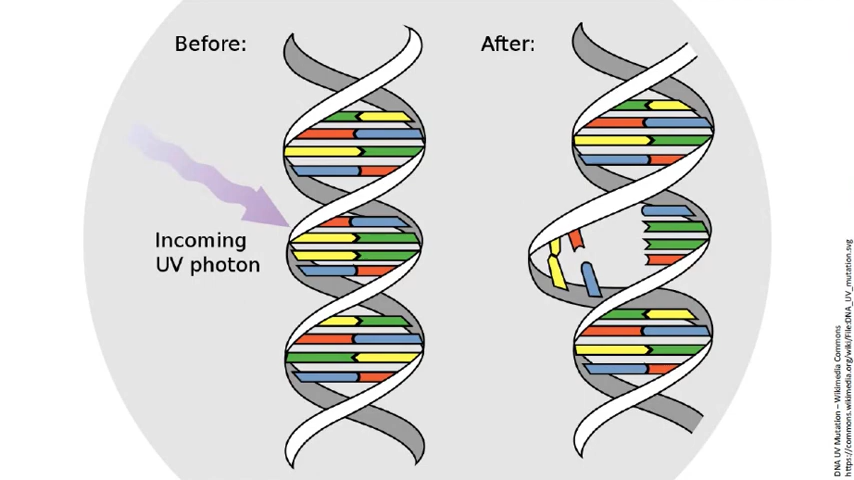 Before:
After:
Incoming
UV photon
DNA UV Mutation – Wikimedia Commons
https://commons.wikimedia.org/wiki/File:DNA_UV_mutation.svg